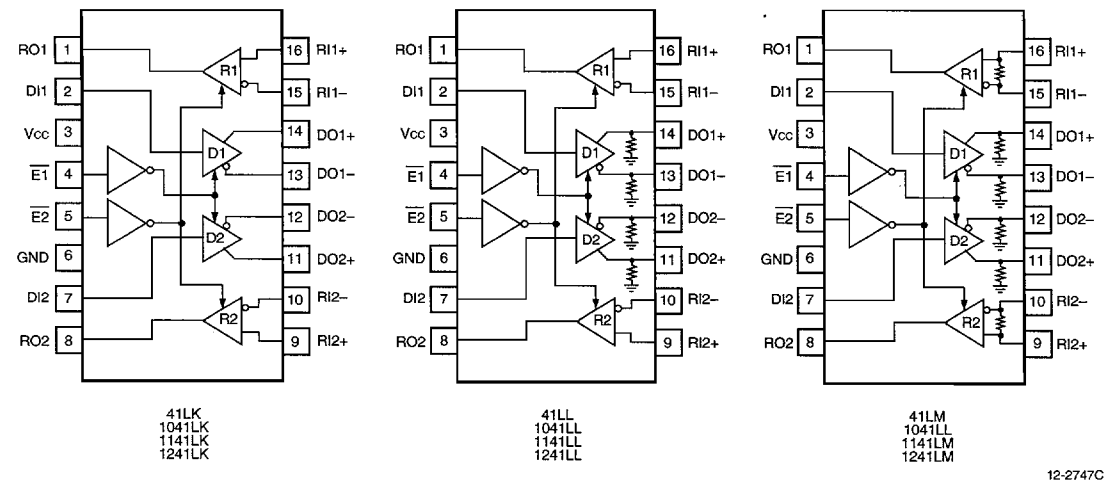 RO1 1 R1 16 RI1+
DI1 2 15 RI1−
Vcc 3 D1 14 DO1+
E1 4 13 DO1−
E2 5 12 DO2−
GND 6 D2 11 DO2+
DI2 7 10 RI2−
RO2 8 R2 9 RI2+
41LK
1041LK
1141LK
1241LK
RO1 1 R1 16 RI1+
DI1 2 15 RI1−
Vcc 3 D1 14 DO1+
E1 4 13 DO1−
E2 5 12 DO2−
GND 6 D2 11 DO2+
DI2 7 10 RI2−
RO2 8 R2 9 RI2+
41LL
1041LL
1141LL
1241LL
RO1 1 R1 16 RI1+
DI1 2 15 RI1−
Vcc 3 D1 14 DO1+
E1 4 13 DO1−
E2 5 12 DO2−
GND 6 D2 11 DO2+
DI2 7 10 RI2−
RO2 8 R2 9 RI2+
41LM
1041LL
1141LM
1241LM
12-2747C